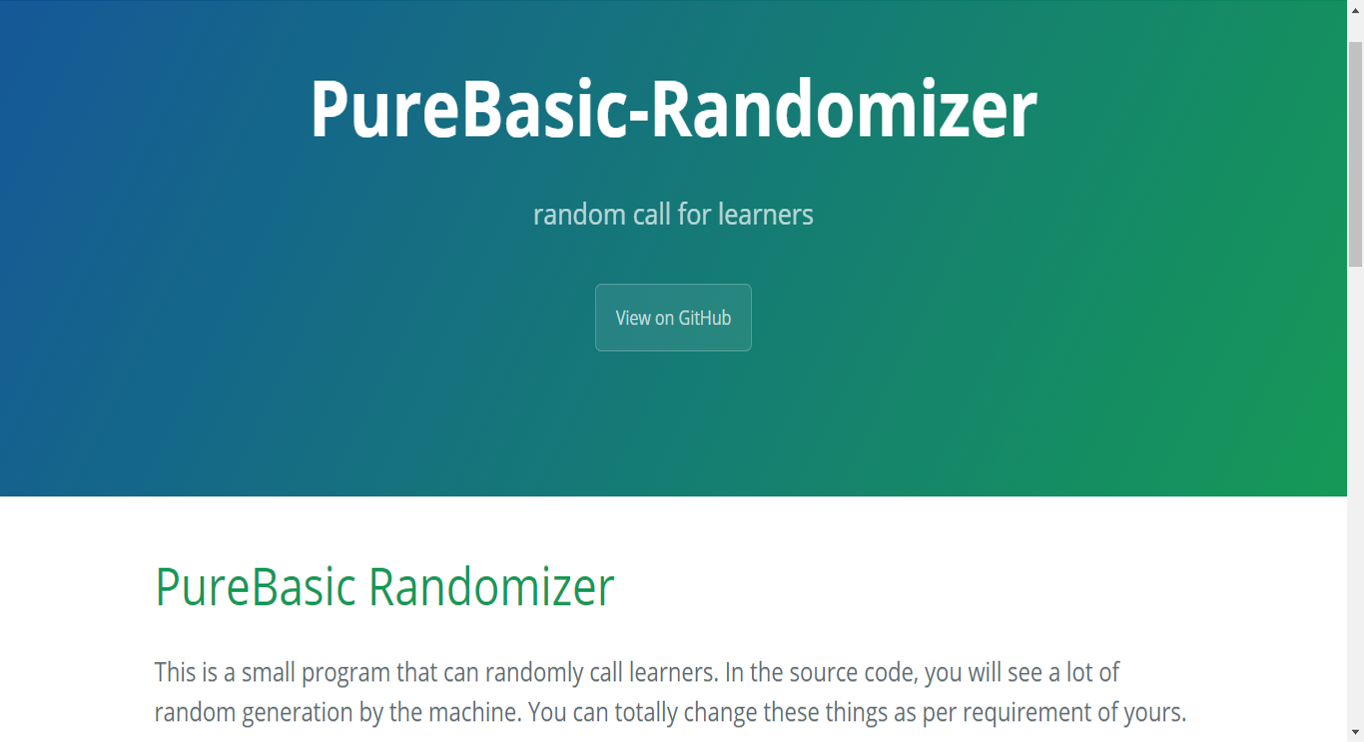 PureBasic-Randomizer
random call for learners
View on GitHub
PureBasic Randomizer
This is a small program that can randomly call learners. In the source code, you will see a lot of
random generation by the machine. You can totally change these things as per requirement of yours.